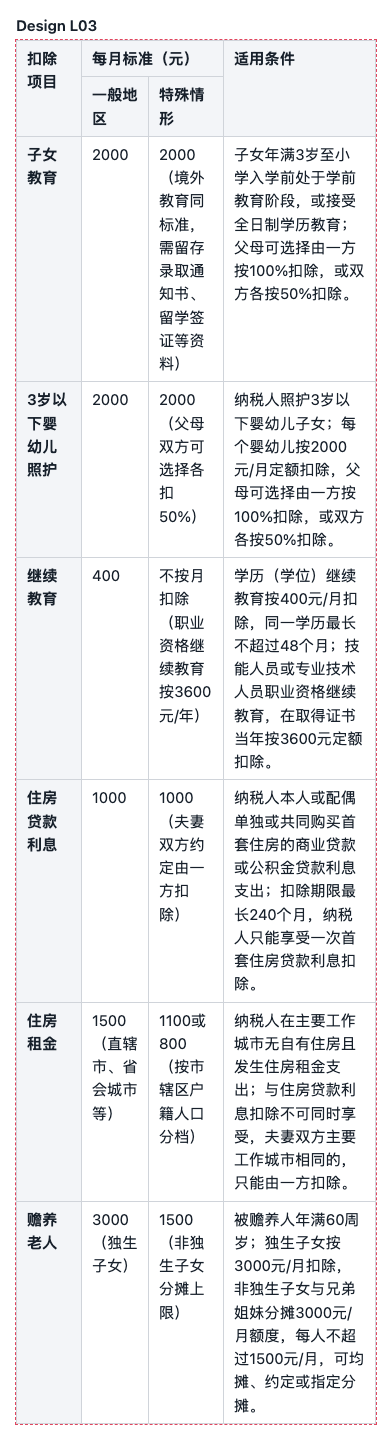 Design L03
扣除
项目
每月标准（元）
适用条件
一般地
区
特殊情
形
子女
教育
2000
2000
（境外
教育同
标准，
需留存
录取通
知书、
留学签
证等资
料）
子女年满3岁至小
学入学前处于学前
教育阶段，或接受
全日制学历教育；
父母可选择由一方
按100%扣除，或双
方各按50%扣除。
3岁以
下婴
幼儿
照护
2000
2000
（父母
双方可
选择各
扣
50%）
纳税人照护3岁以
下婴幼儿子女；每
个婴幼儿按2000
元/月定额扣除，父
母可选择由一方按
100%扣除，或双方
各按50%扣除。
继续
教育
400
不按月
扣除
（职业
资格继
续教育
按3600
元/年）
学历（学位）继续
教育按400元/月扣
除，同一学历最长
不超过48个月；技
能人员或专业技术
人员职业资格继续
教育，在取得证书
当年按3600元定额
扣除。
住房
贷款
利息
1000
1000
（夫妻
双方约
定由一
方扣
除）
纳税人本人或配偶
单独或共同购买首
套住房的商业贷款
或公积金贷款利息
支出；扣除期限最
长240个月，纳税
人只能享受一次首
套住房贷款利息扣
除。
住房
租金
1500
（直辖
市、省
会城市
等）
1100或
800
（按市
辖区户
籍人口
分档）
纳税人在主要工作
城市无自有住房且
发生住房租金支
出；与住房贷款利
息扣除不可同时享
受，夫妻双方主要
工作城市相同的，
只能由一方扣除。
赡养
老人
3000
（独生
子女）
1500
（非独
生子女
分摊上
限）
被赡养人年满60周
岁；独生子女按
3000元/月扣除，
非独生子女与兄弟
姐妹分摊3000元/
月额度，每人不超
过1500元/月，可均
摊、约定或指定分
摊。